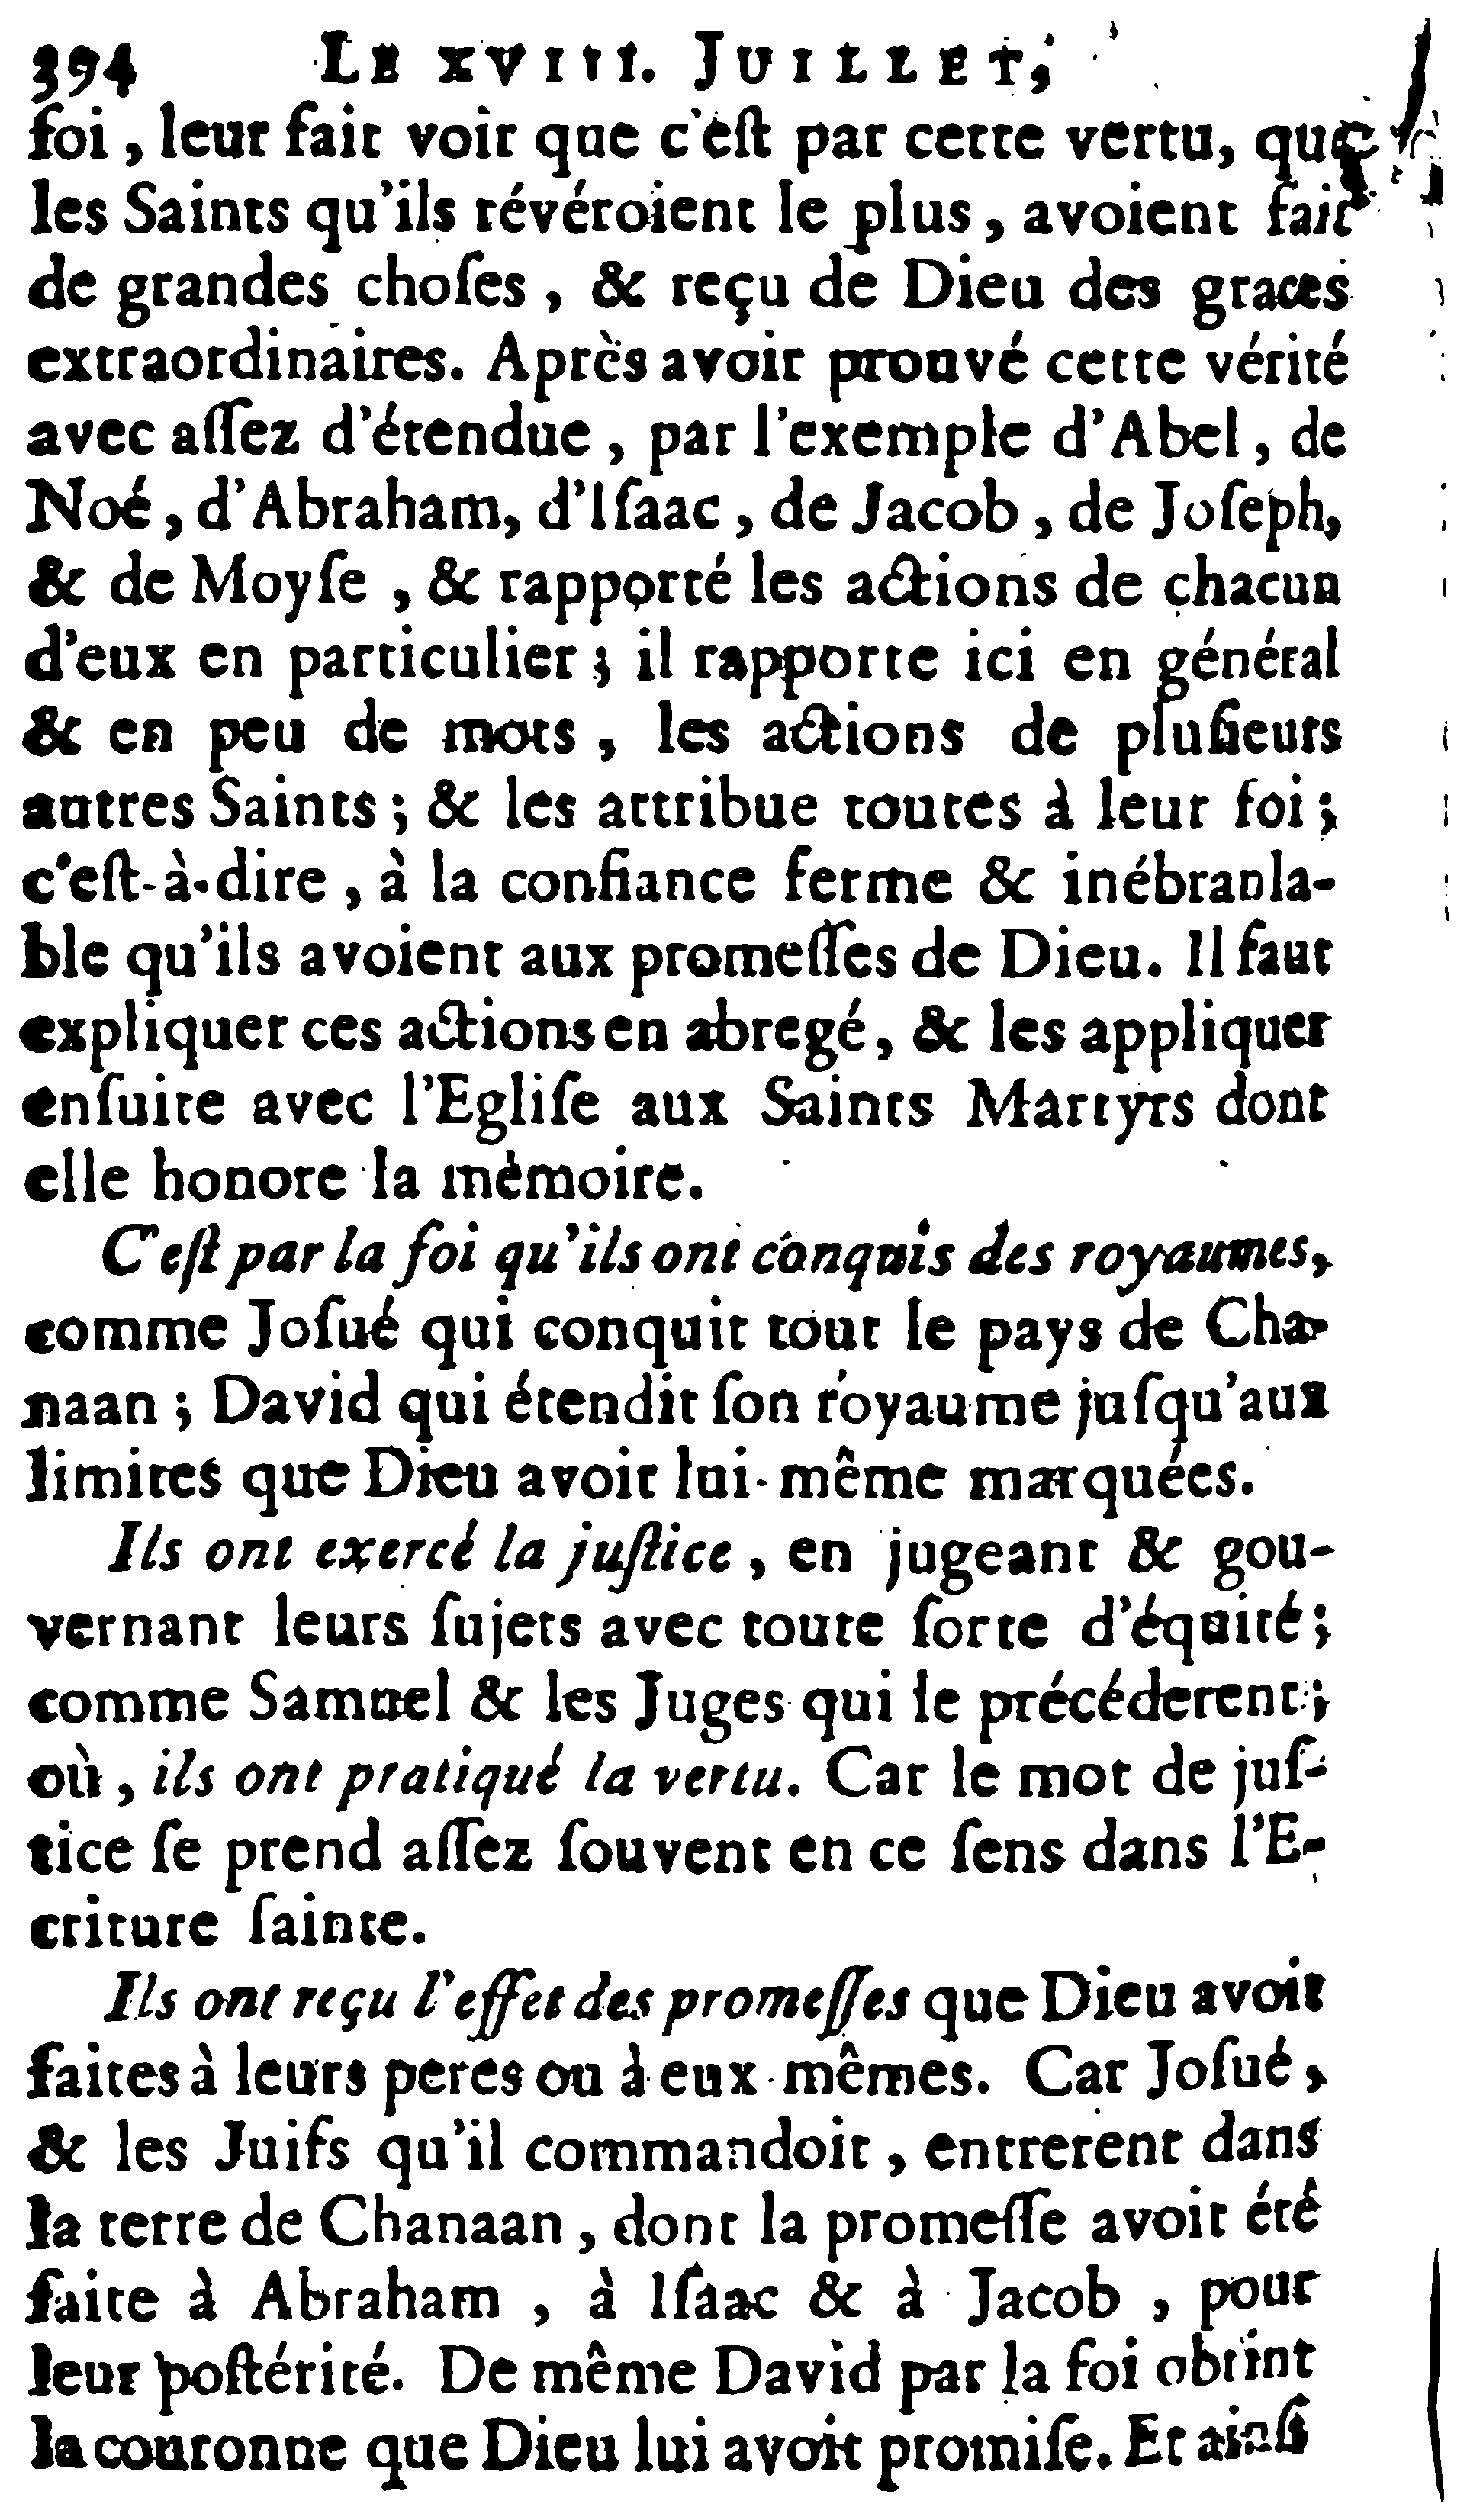 394 LE XVIII. JUILLET,
foi, leur fait voir que c'eſt par cette vertu, que
les Saints qu'ils révéroient le plus, avoient fait
de grandes choſes, & reçu de Dieu des graces
extraordinaires. Après avoir prouvé cette vérité
avec aſſez d'étendue, par l'exemple d'Abel, de
Noé, d'Abraham, d'Iſaac, de Jacob, de Joſeph,
& de Moyſe, & rapporté les actions de chacun
d'eux en particulier; il rapporte ici en général
& en peu de mots, les actions de pluſieurs
autres Saints; & les attribue toutes à leur foi;
c'eſt-à-dire, à la confiance ferme & inébranla-
ble qu'ils avoient aux promeſſes de Dieu. Il faut
expliquer ces actions en abregé, & les appliquer
enſuite avec l'Egliſe aux Saints Martyrs dont
elle honore la mémoire.
C'eſt par la foi qu'ils ont conquis des royaumes,
comme Joſué qui conquit tout le pays de Cha-
naan; David qui étendit ſon royaume juſqu'aux
limites que Dieu avoit lui-même marquées.
Ils ont exercé la juſtice, en jugeant & gou-
vernant leurs ſujets avec toute ſorte d'équité;
comme Samuel & les Juges qui le précéderent;
où, ils ont pratiqué la vertu. Car le mot de juſ-
tice ſe prend aſſez ſouvent en ce ſens dans l'E-
criture ſainte.
Ils ont reçu l'effet des promeſſes que Dieu avoit
faites à leurs peres ou à eux-mêmes. Car Joſué,
& les Juifs qu'il commandoit, entrerent dans
la terre de Chanaan, dont la promeſſe avoit été
faite à Abraham, à Iſaac & à Jacob, pour
leur poſtérité. De même David par la foi obtint
la couronne que Dieu lui avoit promiſe. Et ainſi